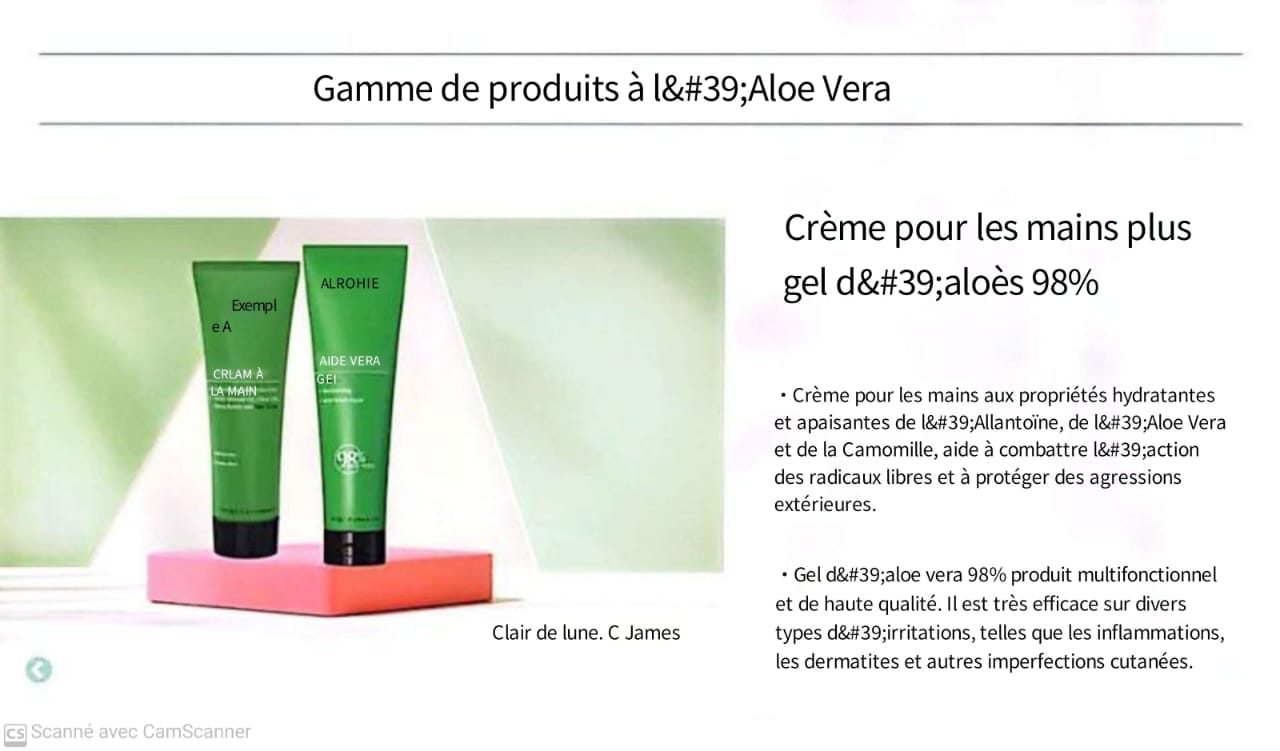 Gamme de produits à l&#39;Aloe Vera
Crème pour les mains plus
gel d&#39;aloès 98%
Exempl
e A
CRLAM À
LA MAIN
ALROHIE
AIDE VERA
GEI
98%
• Crème pour les mains aux propriétés hydratantes
et apaisantes de l&#39;Allantoïne, de l&#39;Aloe Vera
et de la Camomille, aide à combattre l&#39;action
des radicaux libres et à protéger des agressions
extérieures.
• Gel d&#39;aloe vera 98% produit multifonctionnel
et de haute qualité. Il est très efficace sur divers
types d&#39;irritations, telles que les inflammations,
les dermatites et autres imperfections cutanées.
Clair de lune. C James
CS Scanné avec CamScanner